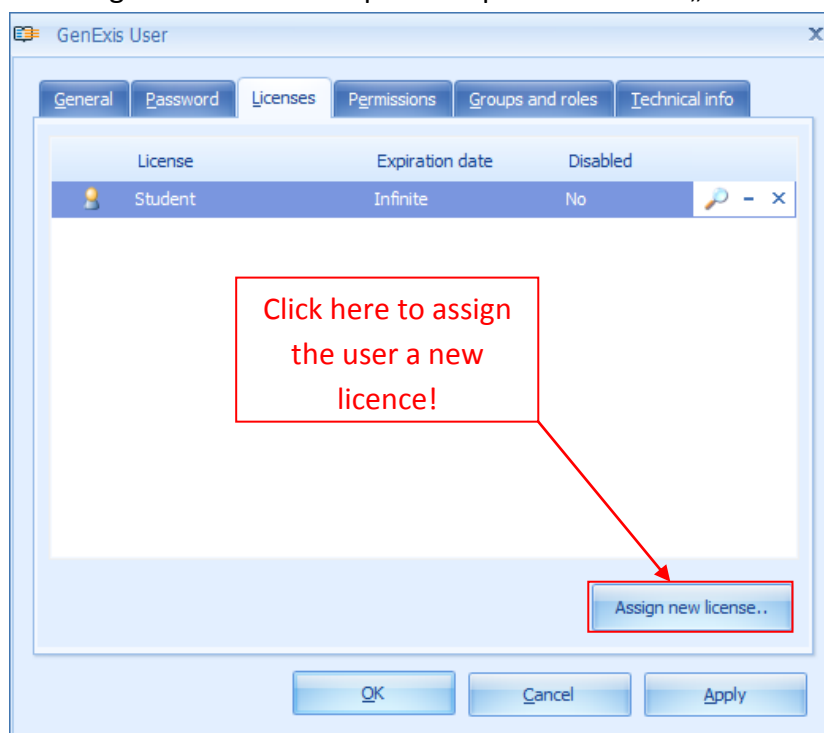 GenExis User
General Password Licenses Permissions Groups and roles Technical info
License Expiration date Disabled
Student Infinite No
Click here to assign
the user a new
licence!
Assign new license..
OK Cancel Apply